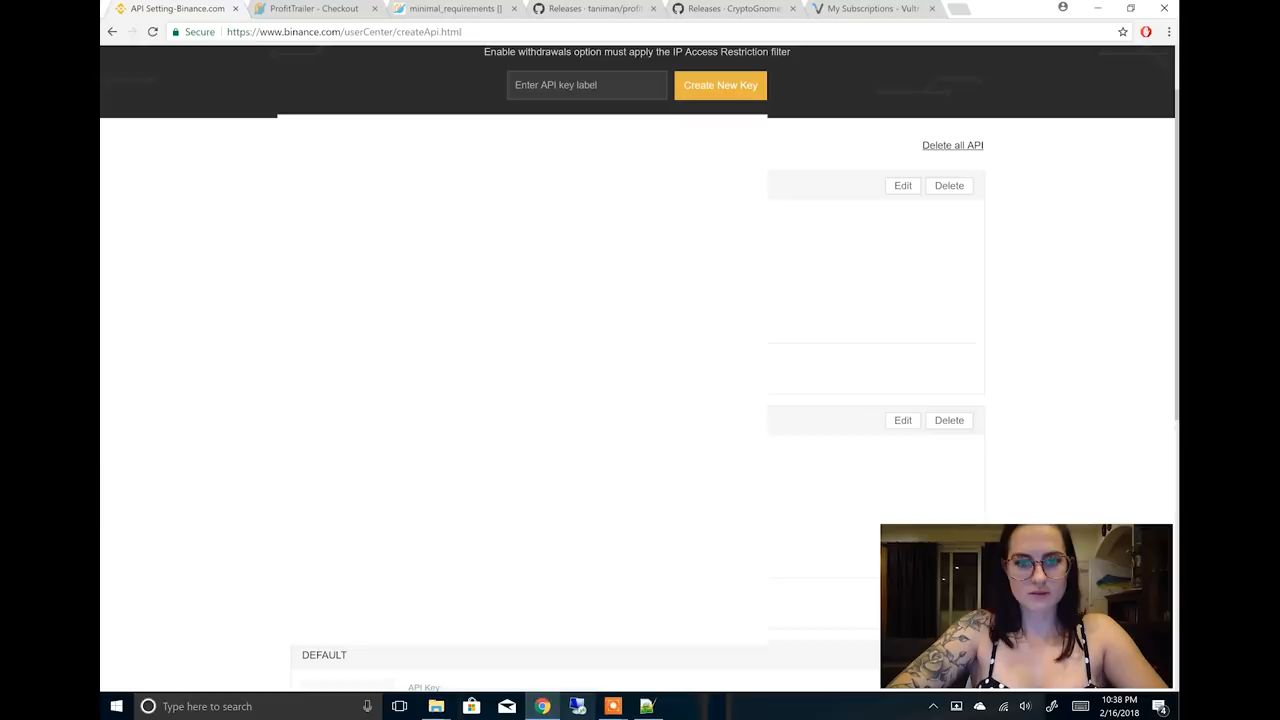 API Setting-Binance.com
ProfitTrailer - Checkout
minimal_requirements []
Releases · taniman/profi
Releases · CryptoGnome
My Subscriptions - Vultr
Secure
https://www.binance.com/userCenter/createApi.html
Enable withdrawals option must apply the IP Access Restriction filter
Enter API key label
Create New Key
Delete all API
Edit
Delete
Edit
Delete
DEFAULT
API Key
Type here to search
10:38 PM
2/16/2018
4